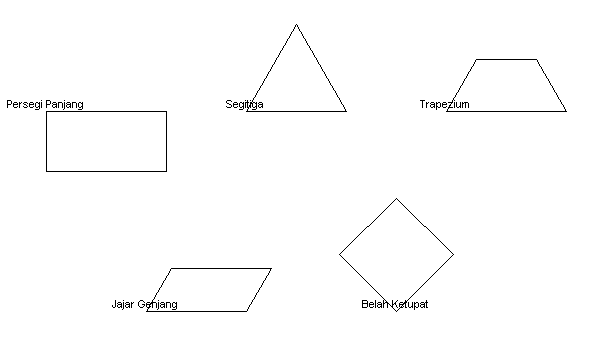 Persegi Panjang
Segitiga
Trapezium
Jajar Genjang
Belah Ketupat